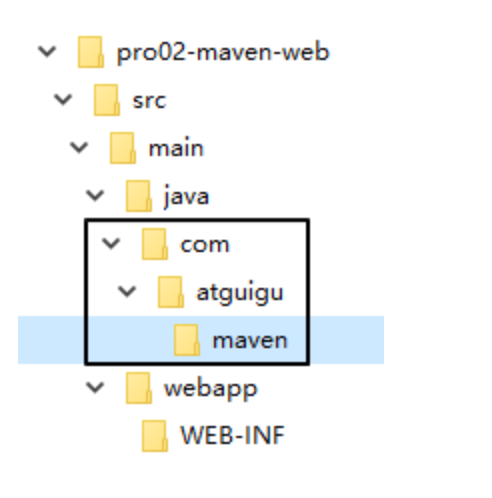 pro02-maven-web
src
main
java
com
atguigu
maven
webapp
WEB-INF